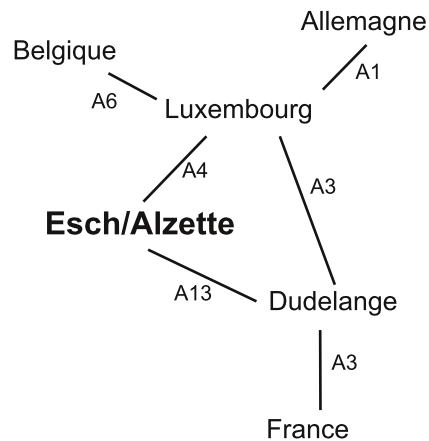 Allemagne
Belgique
A1
A6
Luxembourg
A4
A3
Esch/Alzette
A13
Dudelange
A3
France